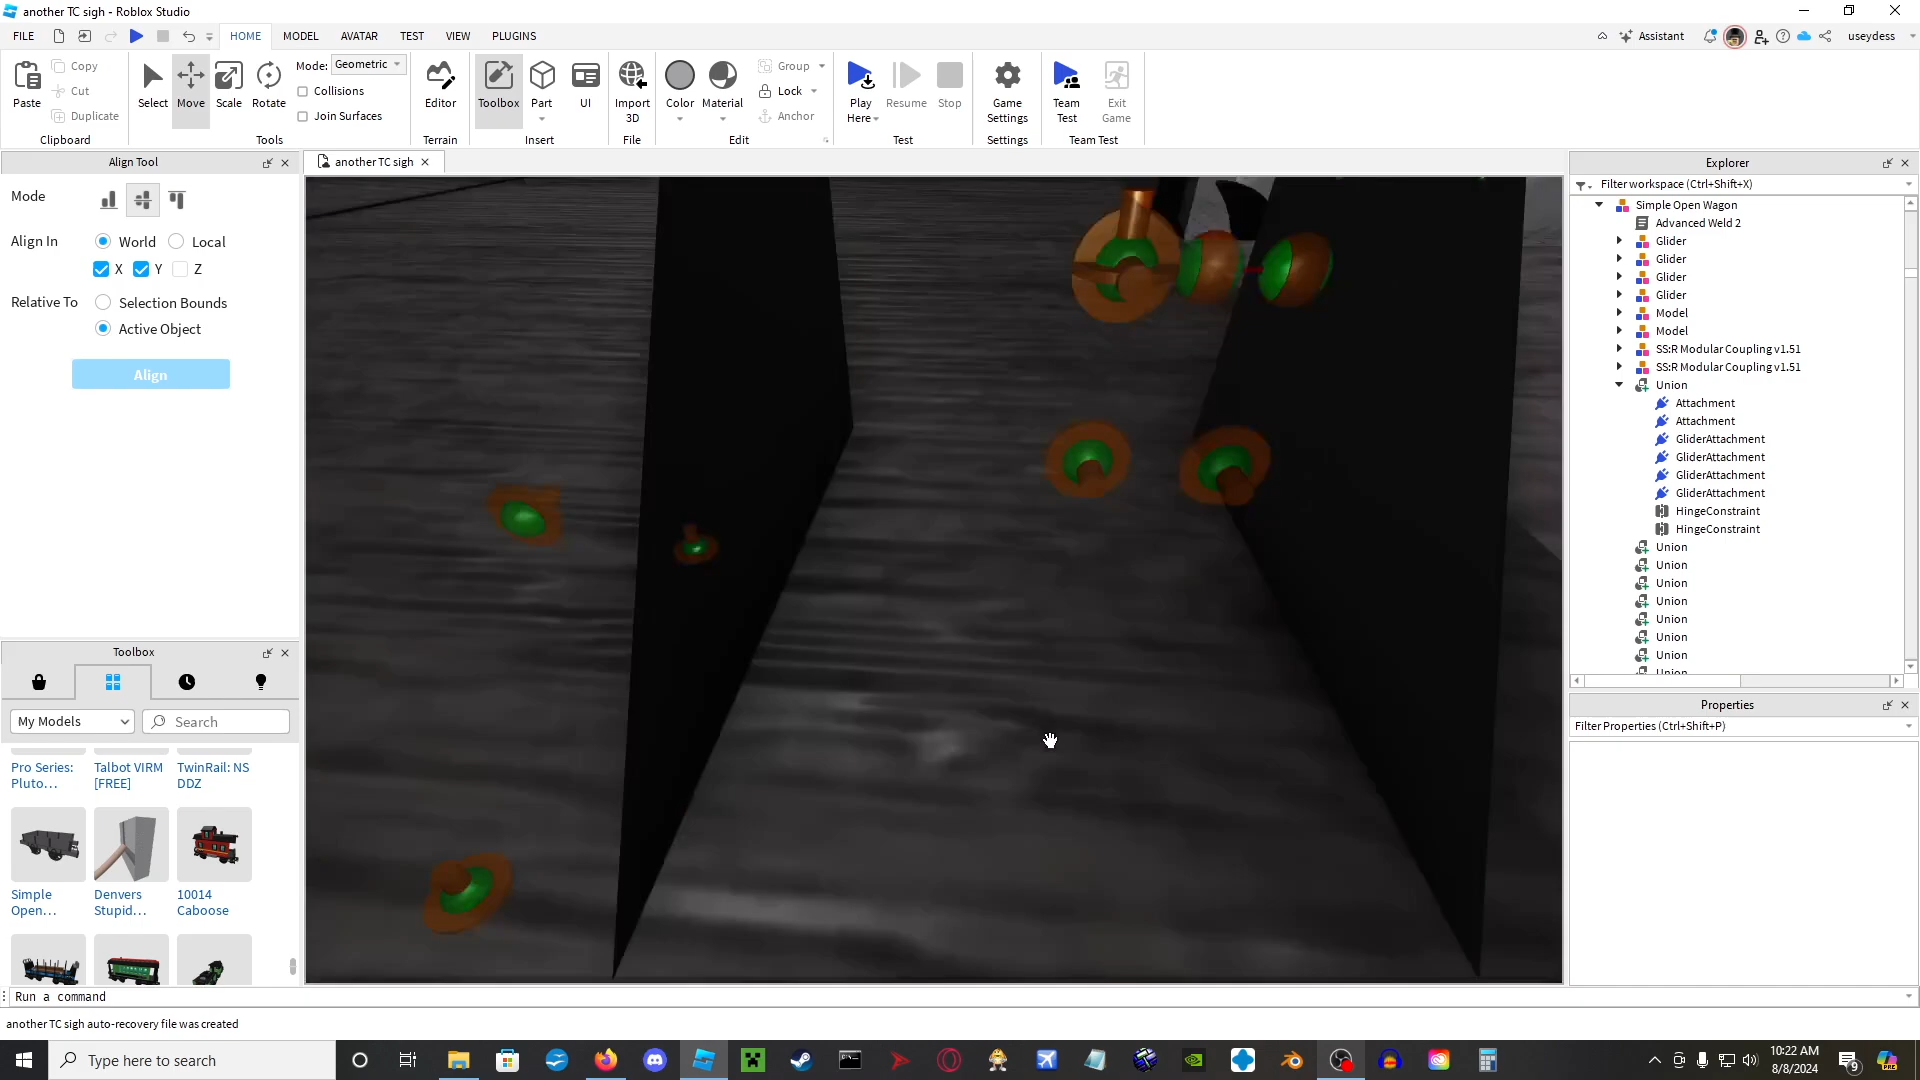 another TC sigh - Roblox Studio
FILE
HOME
MODEL
AVATAR
TEST
VIEW
PLUGINS
Assistant
useydess
Paste
Copy
Cut
Duplicate
Clipboard
Select
Move
Scale
Rotate
Mode:
Geometric
Collisions
Join Surfaces
Tools
Editor
Terrain
Toolbox
Part
UI
Insert
Import
3D
File
Color
Material
Group
Lock
Anchor
Edit
Play
Here
Resume
Stop
Test
Game
Settings
Settings
Team
Test
Exit
Game
Team Test
Align Tool
Mode
Align In
World
Local
X
Y
Z
Relative To
Selection Bounds
Active Object
Align
another TC sigh
Explorer
Filter workspace (Ctrl+Shift+X)
Simple Open Wagon
Advanced Weld 2
Glider
Glider
Glider
Glider
Model
Model
SS:R Modular Coupling v1.51
SS:R Modular Coupling v1.51
Union
Attachment
Attachment
GliderAttachment
GliderAttachment
GliderAttachment
GliderAttachment
HingeConstraint
HingeConstraint
Union
Union
Union
Union
Union
Union
Union
Union
Properties
Filter Properties (Ctrl+Shift+P)
Toolbox
My Models
Search
Pro Series:
Pluto...
Talbot VIRM
[FREE]
TwinRail: NS
DDZ
Simple
Open...
Denvers
Stupid...
10014
Caboose
Run a command
another TC sigh auto-recovery file was created
Type here to search
10:22 AM
8/8/2024
9
PRE